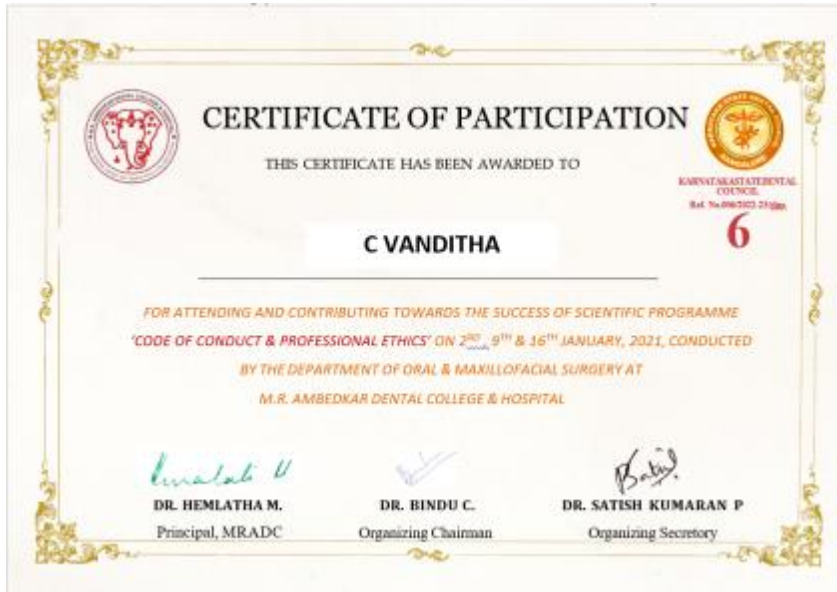 CERTIFICATE OF PARTICIPATION
THIS CERTIFICATE HAS BEEN AWARDED TO
KARNATAKA STATE DENTAL
COUNCIL
6
C VANDITHA
FOR ATTENDING AND CONTRIBUTING TOWARDS THE SUCCESS OF SCIENTIFIC PROGRAMME
'CODE OF CONDUCT & PROFESSIONAL ETHICS' ON 2ND, 9TH & 16TH JANUARY, 2021, CONDUCTED
BY THE DEPARTMENT OF ORAL & MAXILLOFACIAL SURGERY AT
M.R. AMBEDKAR DENTAL COLLEGE & HOSPITAL
DR. HEMLATHA M. DR. BINDU C. DR. SATISH KUMARAN P
Principal, MRADC Organizing Chairman Organizing Secretary